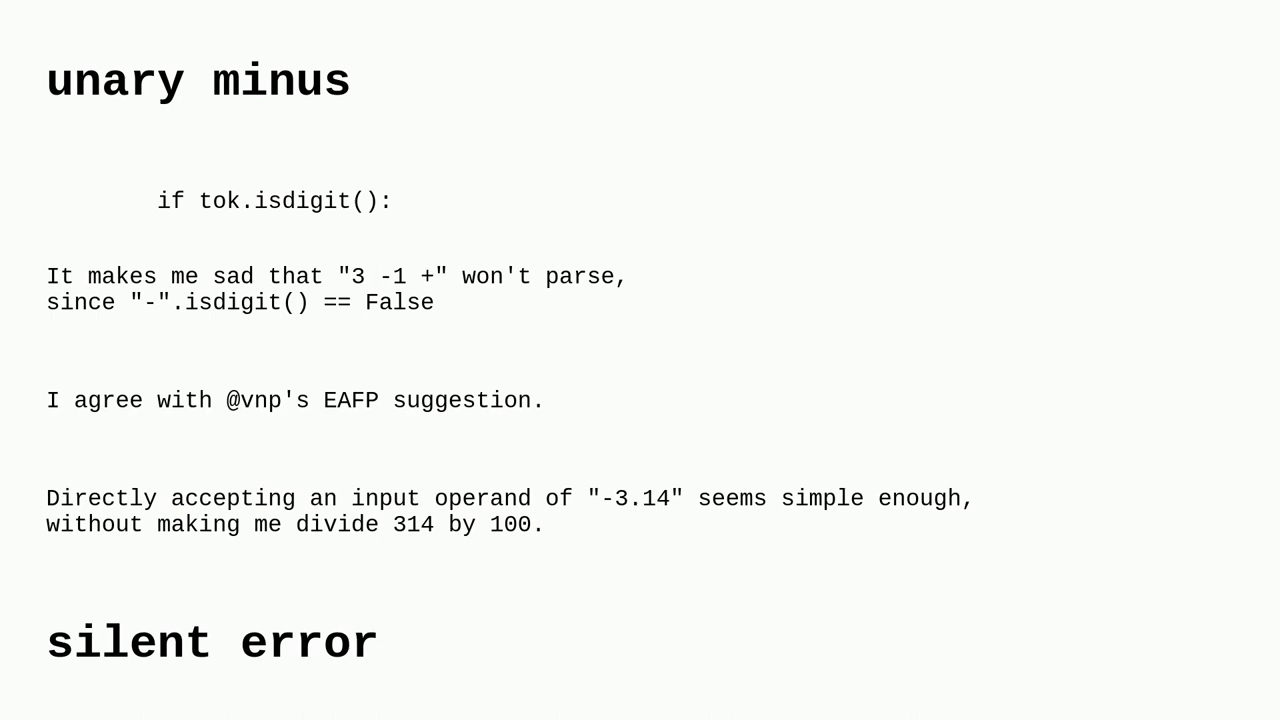 unary minus
if tok.isdigit():
It makes me sad that "3 -1 +" won't parse,
since "-".isdigit() == False
I agree with @vnp's EAFP suggestion.
Directly accepting an input operand of "-3.14" seems simple enough,
without making me divide 314 by 100.
silent error